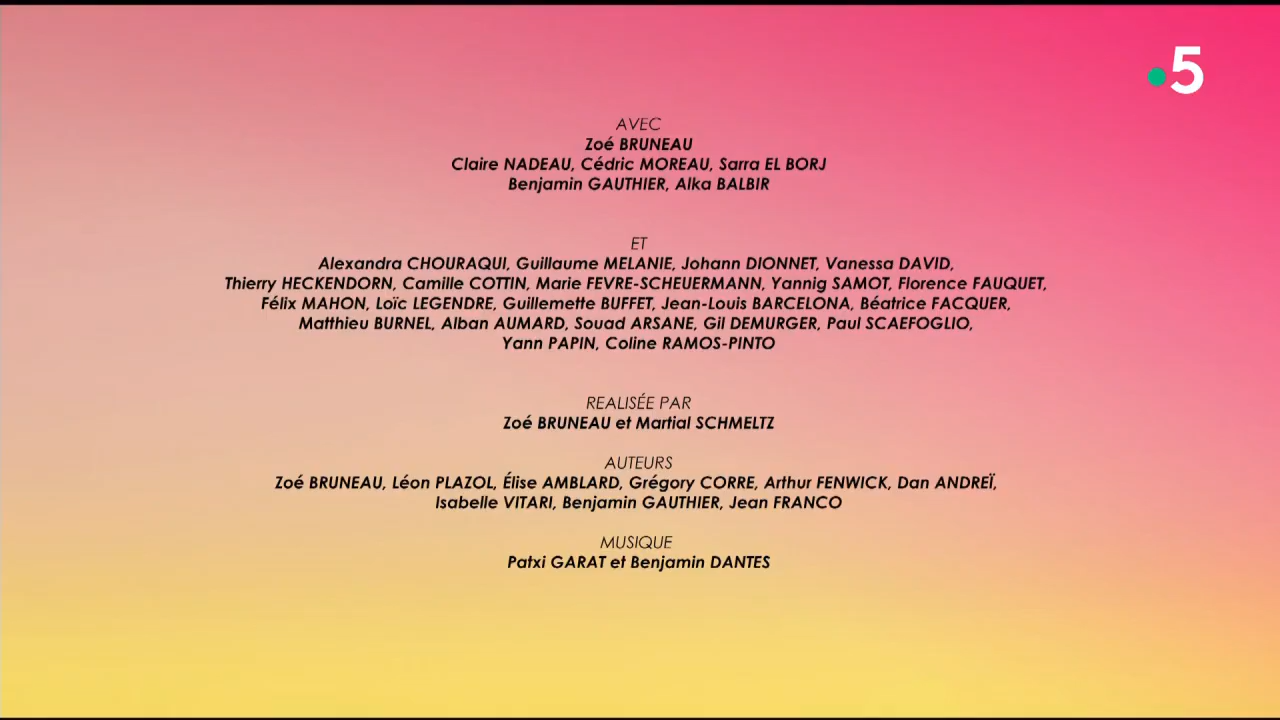 5
AVEC
Zoé BRUNEAU
Claire NADEAU, Cédric MOREAU, Sarra EL BORJ
Benjamin GAUTHIER, Alka BALBIR
ET
Alexandra CHOURAQUI, Guillaume MELANIE, Johann DIONNET, Vanessa DAVID,
Thierry HECKENDORN, Camille COTTIN, Marie FEVRE-SCHEUERMANN, Yannig SAMOT, Florence FAUQUET,
Félix MAHON, Loïc LEGENDRE, Guillemette BUFFET, Jean-Louis BARCELONA, Béatrice FACQUER,
Matthieu BURNEL, Alban AUMARD, Souad ARSANE, Gil DEMURGER, Paul SCAEFOGLIO,
Yann PAPIN, Coline RAMOS-PINTO
REALISÉE PAR
Zoé BRUNEAU et Martial SCHMELTZ
AUTEURS
Zoé BRUNEAU, Léon PLAZOL, Élise AMBLARD, Grégory CORRE, Arthur FENWICK, Dan ANDREÏ,
Isabelle VITARI, Benjamin GAUTHIER, Jean FRANCO
MUSIQUE
Patxi GARAT et Benjamin DANTES